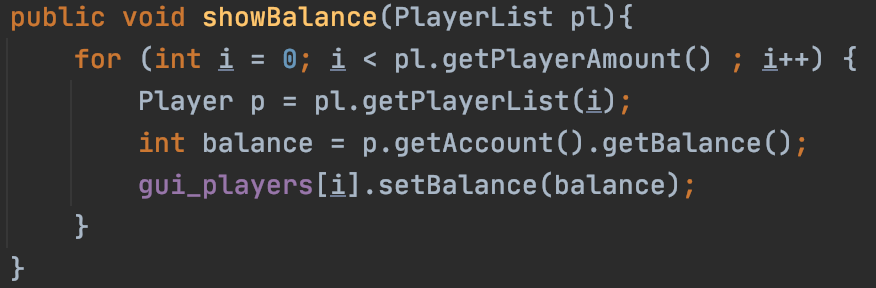 public void showBalance(PlayerList pl){
    for (int i = 0; i < pl.getPlayerAmount() ; i++) {
        Player p = pl.getPlayerList(i);
        int balance = p.getAccount().getBalance();
        gui_players[i].setBalance(balance);
    }
}